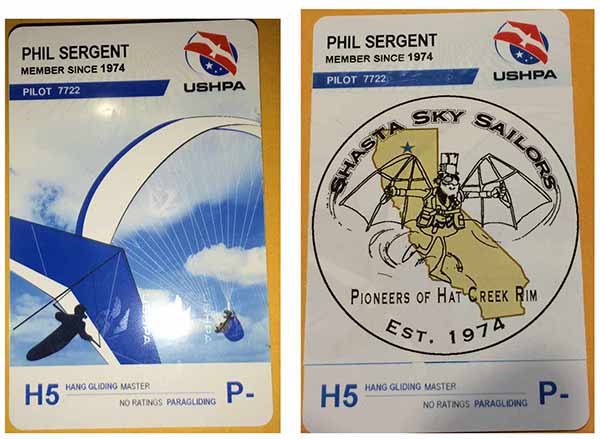 PHIL SERGENT
MEMBER SINCE 1974
PILOT 7722
USHPA
USHPA
USHPA
H5 HANG GLIDING MASTER
NO RATINGS PARAGLIDING P-
PHIL SERGENT
MEMBER SINCE 1974
PILOT 7722
USHPA
SHASTA SKY SAILORS
PIONEERS OF HAT CREEK RIM
EST. 1974
H5 HANG GLIDING MASTER
NO RATINGS PARAGLIDING P-